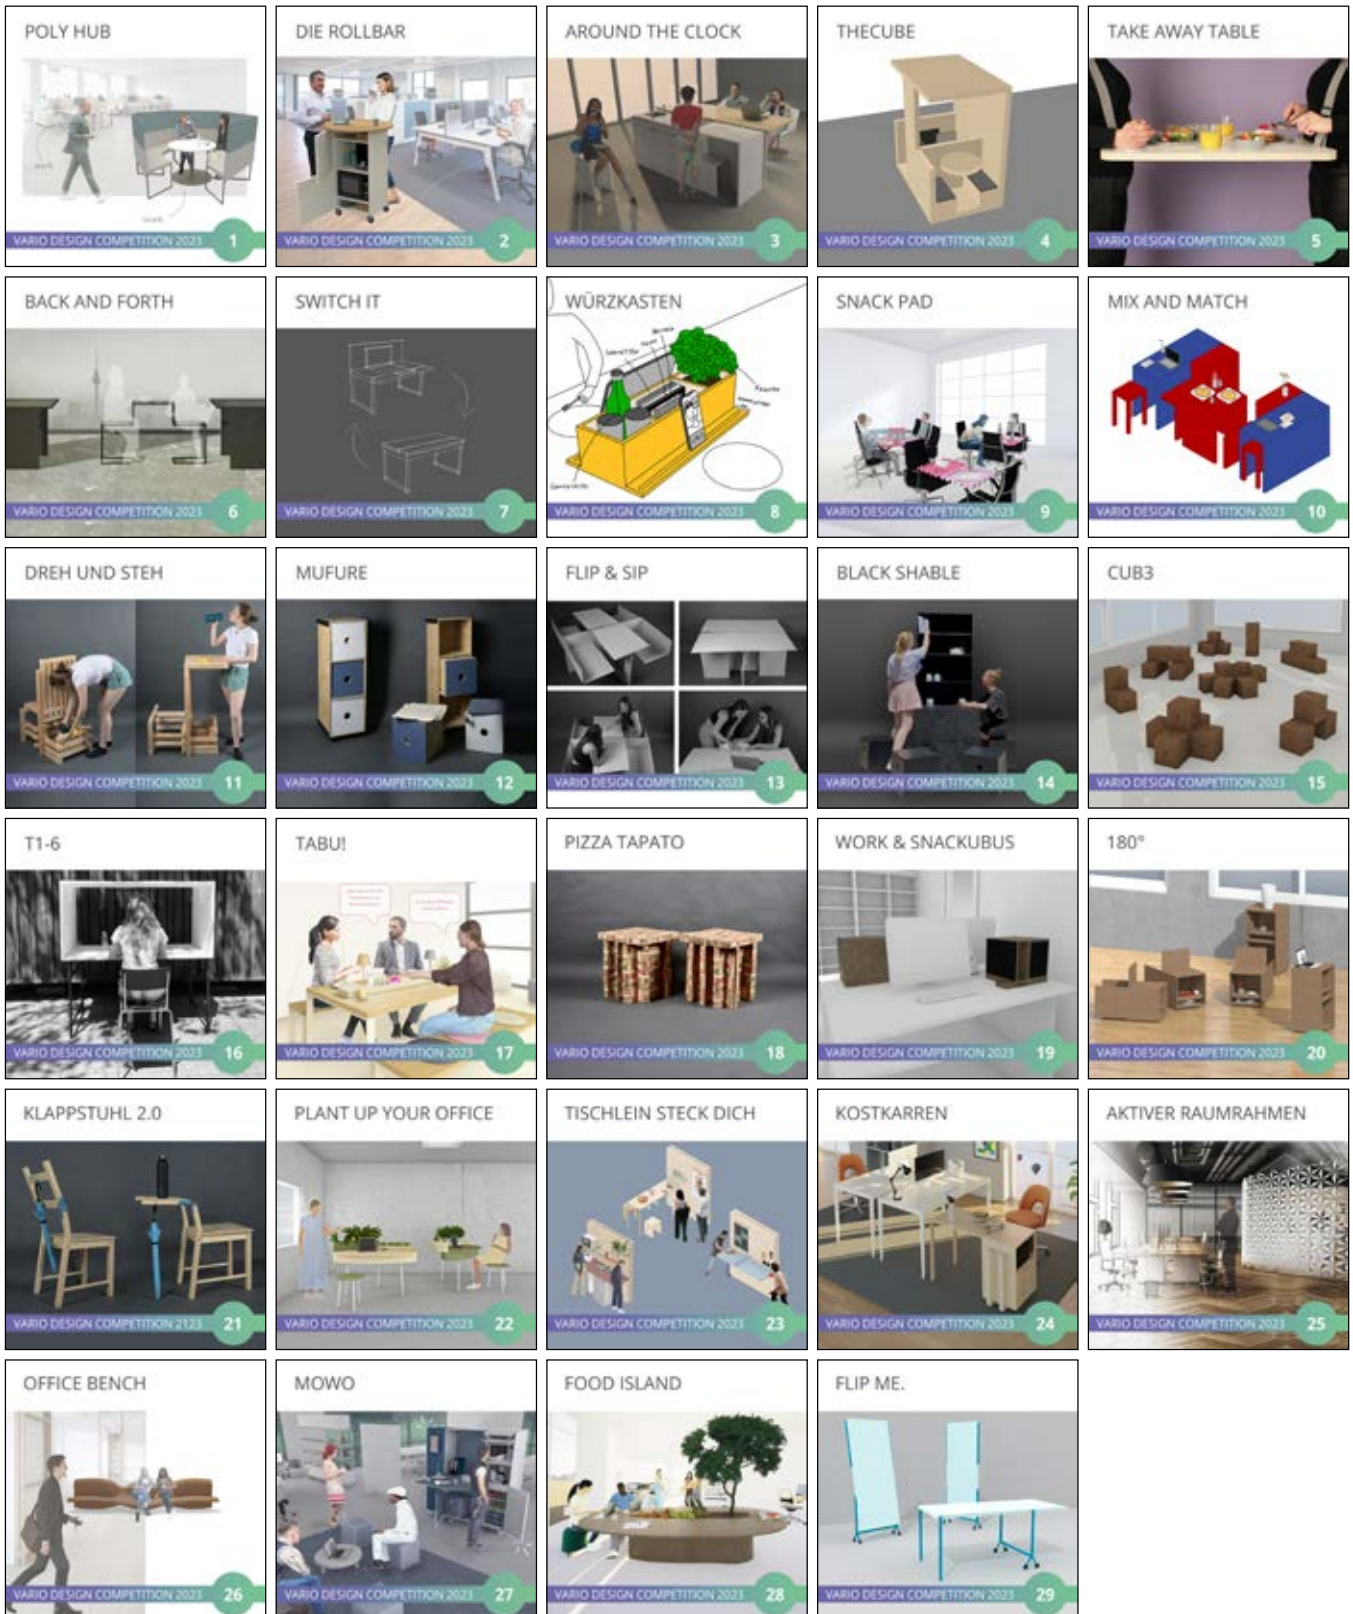 POLY HUB
work
VARIO DESIGN COMPETITION 2023
1
DIE ROLLBAR
VARIO DESIGN COMPETITION 2023
2
AROUND THE CLOCK
VARIO DESIGN COMPETITION 2023
3
THECUBE
VARIO DESIGN COMPETITION 2023
4
TAKE AWAY TABLE
VARIO DESIGN COMPETITION 2023
5
BACK AND FORTH
VARIO DESIGN COMPETITION 2023
6
SWITCH IT
VARIO DESIGN COMPETITION 2023
7
WÜRZKASTEN
VARIO DESIGN COMPETITION 2023
8
SNACK PAD
VARIO DESIGN COMPETITION 2023
9
MIX AND MATCH
VARIO DESIGN COMPETITION 2023
10
DREH UND STEH
VARIO DESIGN COMPETITION 2023
11
MUFURE
VARIO DESIGN COMPETITION 2023
12
FLIP & SIP
VARIO DESIGN COMPETITION 2023
13
BLACK SHABLE
VARIO DESIGN COMPETITION 2023
14
CUB3
VARIO DESIGN COMPETITION 2023
15
T1-6
VARIO DESIGN COMPETITION 2023
16
TABU!
VARIO DESIGN COMPETITION 2023
17
PIZZA TAPATO
VARIO DESIGN COMPETITION 2023
18
WORK & SNACKUBUS
VARIO DESIGN COMPETITION 2023
19
180°
VARIO DESIGN COMPETITION 2023
20
KLAPPSTUHL 2.0
VARIO DESIGN COMPETITION 2123
21
PLANT UP YOUR OFFICE
VARIO DESIGN COMPETITION 2023
22
TISCHLEIN STECK DICH
VARIO DESIGN COMPETITION 2023
23
KOSTKARREN
VARIO DESIGN COMPETITION 2023
24
AKTIVER RAUMRAHMEN
VARIO DESIGN COMPETITION 2023
25
OFFICE BENCH
VARIO DESIGN COMPETITION 2023
26
MOWO
VARIO DESIGN COMPETITION 2023
27
FOOD ISLAND
VARIO DESIGN COMPETITION 2023
28
FLIP ME.
VARIO DESIGN COMPETITION 2023
29